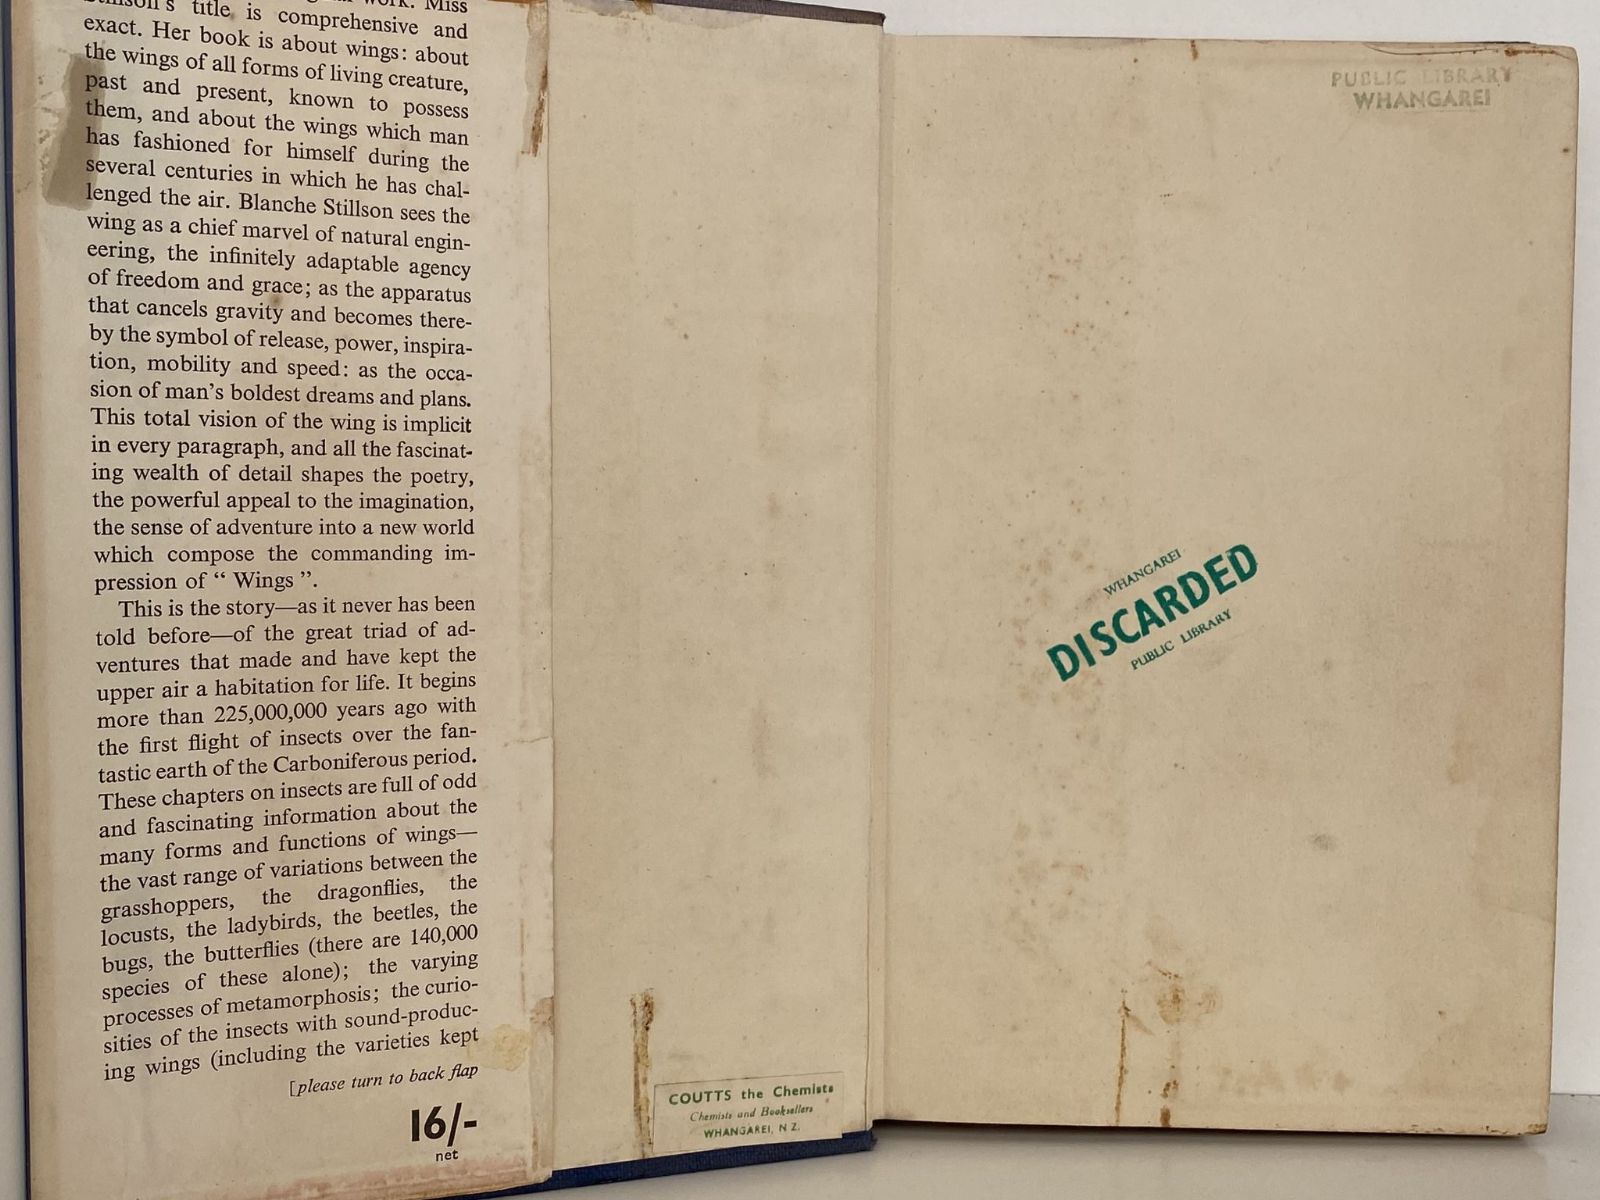 work. Miss
Stillson's title is comprehensive and
exact. Her book is about wings: about
the wings of all forms of living creature,
past and present, known to possess
them, and about the wings which man
has fashioned for himself during the
several centuries in which he has chal-
lenged the air. Blanche Stillson sees the
wing as a chief marvel of natural engin-
eering, the infinitely adaptable agency
of freedom and grace; as the apparatus
that cancels gravity and becomes there-
by the symbol of release, power, inspira-
tion, mobility and speed: as the occa-
sion of man's boldest dreams and plans.
This total vision of the wing is implicit
in every paragraph, and all the fascinat-
ing wealth of detail shapes the poetry,
the powerful appeal to the imagination,
the sense of adventure into a new world
which compose the commanding im-
pression of “ Wings ”.
This is the story—as it never has been
told before—of the great triad of ad-
ventures that made and have kept the
upper air a habitation for life. It begins
more than 225,000,000 years ago with
the first flight of insects over the fan-
tastic earth of the Carboniferous period.
These chapters on insects are full of odd
and fascinating information about the
many forms and functions of wings—
the vast range of variations between the
grasshoppers, the dragonflies, the
locusts, the ladybirds, the beetles, the
bugs, the butterflies (there are 140,000
species of these alone); the varying
processes of metamorphosis; the curio-
sities of the insects with sound-produc-
ing wings (including the varieties kept
[please turn to back flap
16/-
net
COUTTS the Chemists
Chemists and Booksellers
WHANGAREI, N Z.
PUBLIC LIBRARY
WHANGAREI
WHANGAREI
DISCARDED
PUBLIC LIBRARY